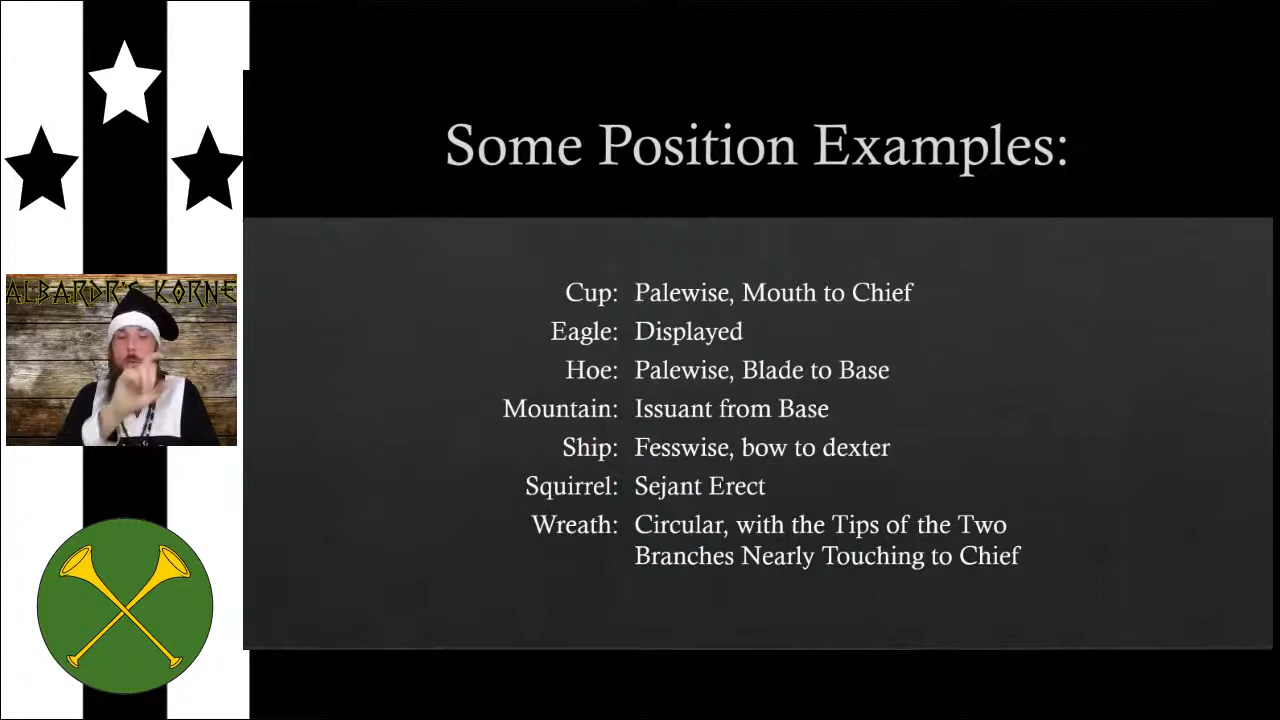 Some Position Examples:
ALBARDR'S KORNE
Cup: Palewise, Mouth to Chief
Eagle: Displayed
Hoe: Palewise, Blade to Base
Mountain: Issuant from Base
Ship: Fesswise, bow to dexter
Squirrel: Sejant Erect
Wreath: Circular, with the Tips of the Two
Branches Nearly Touching to Chief